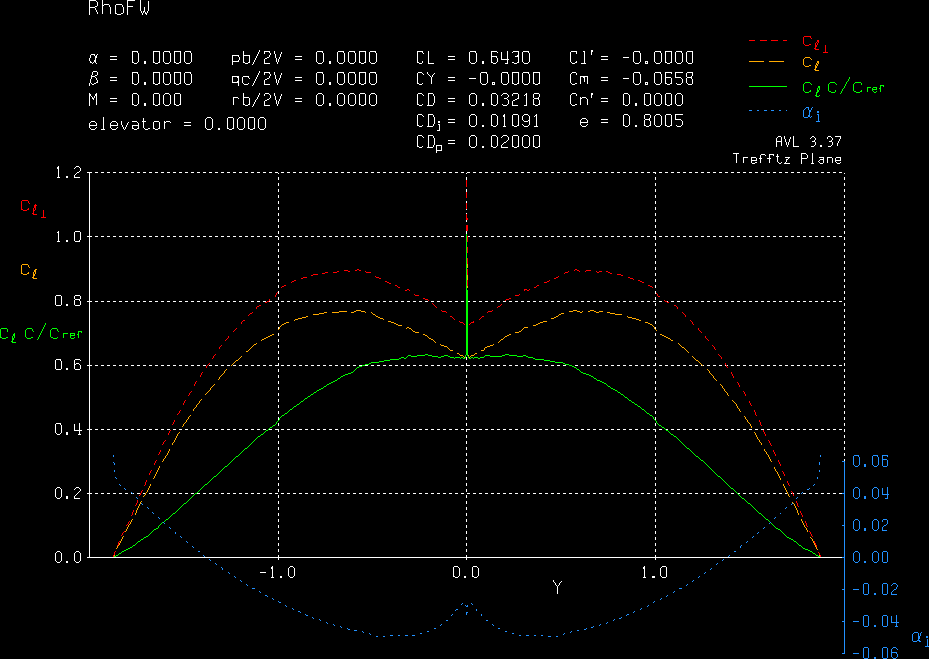 RhoFW
α = 0.0000 pb/2V = 0.0000 CL = 0.6430 Cl' = -0.0000
β = 0.0000 qc/2V = 0.0000 CY = -0.0000 Cm = -0.0658
M = 0.000 rb/2V = 0.0000 CD = 0.03218 Cn' = 0.0000
elevator = 0.0000 CDi = 0.01091 e = 0.8005
CDp = 0.02000
cℓ⊥
cℓ
cℓ c/cref
αi
AVL 3.37
Trefftz Plane
1.2
cℓ⊥
1.0
cℓ
0.8
cℓ c/cref
0.6
0.4
0.2
0.0
-1.0 0.0 1.0
Y
0.06
0.04
0.02
0.00
-0.02
-0.04
αi
-0.06